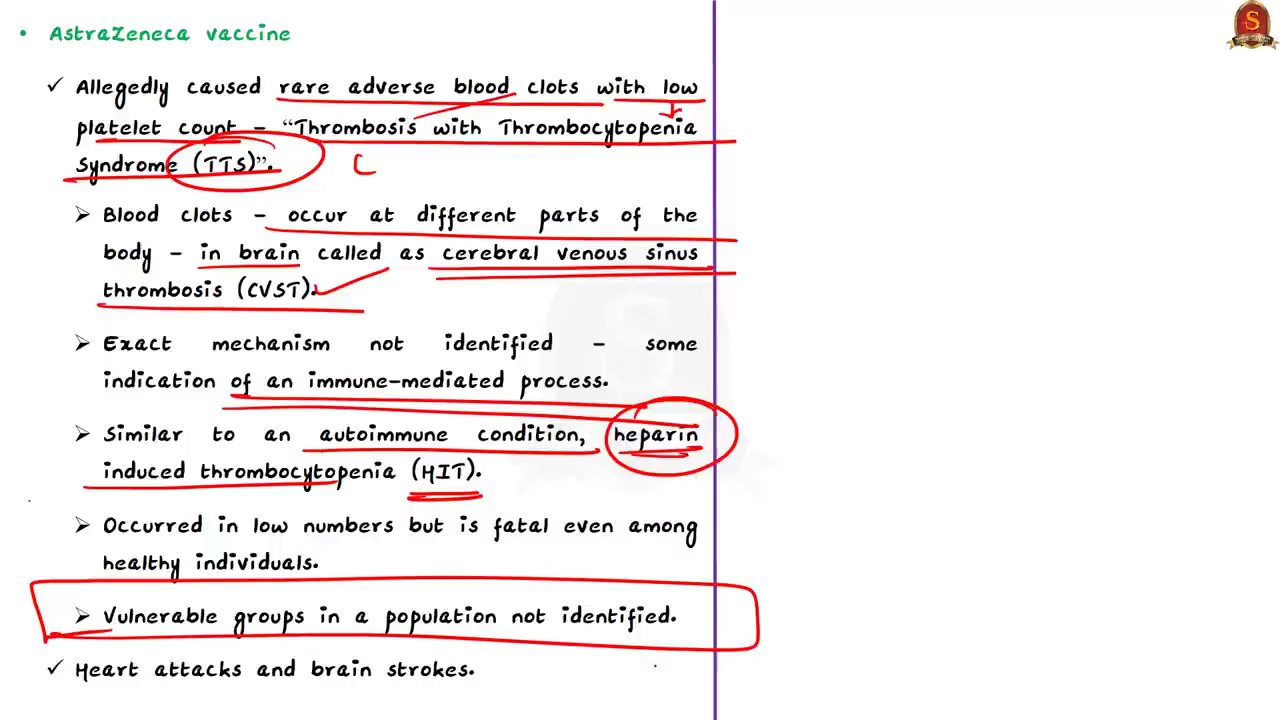 • AstraZeneca vaccine
✓ Allegedly caused rare adverse blood clots with low
platelet count – “Thrombosis with Thrombocytopenia
Syndrome (TTS)”.
C
➢ Blood clots – occur at different parts of the
body – in brain called as cerebral venous sinus
thrombosis (CVST).
➢ Exact mechanism not identified – some
indication of an immune-mediated process.
➢ Similar to an autoimmune condition, heparin
induced thrombocytopenia (HIT).
➢ Occurred in low numbers but is fatal even among
healthy individuals.
➢ Vulnerable groups in a population not identified.
✓ Heart attacks and brain strokes.
S
S